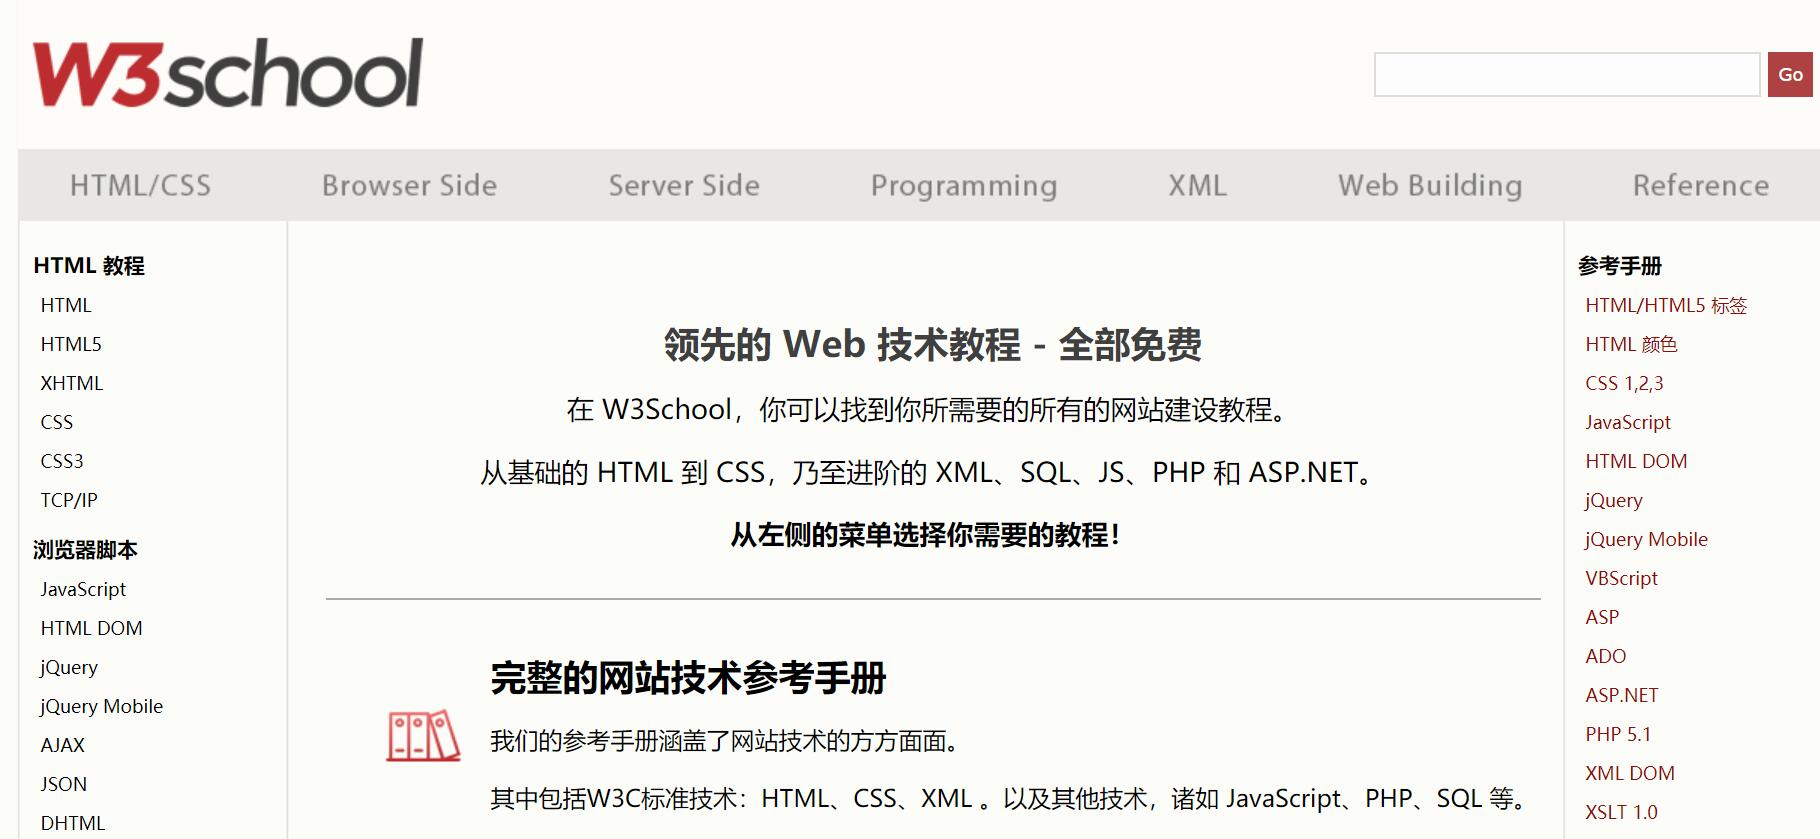 W3school
Go
HTML/CSS
Browser Side
Server Side
Programming
XML
Web Building
Reference
HTML 教程
HTML
HTML5
XHTML
CSS
CSS3
TCP/IP
浏览器脚本
JavaScript
HTML DOM
jQuery
jQuery Mobile
AJAX
JSON
DHTML
领先的 Web 技术教程 - 全部免费
在 W3School，你可以找到你所需要的所有的网站建设教程。
从基础的 HTML 到 CSS，乃至进阶的 XML、SQL、JS、PHP 和 ASP.NET。
从左侧的菜单选择你需要的教程！
完整的网站技术参考手册
我们的参考手册涵盖了网站技术的方方面面。
其中包括W3C标准技术：HTML、CSS、XML 。以及其他技术，诸如 JavaScript、PHP、SQL 等。
参考手册
HTML/HTML5 标签
HTML 颜色
CSS 1,2,3
JavaScript
HTML DOM
jQuery
jQuery Mobile
VBScript
ASP
ADO
ASP.NET
PHP 5.1
XML DOM
XSLT 1.0